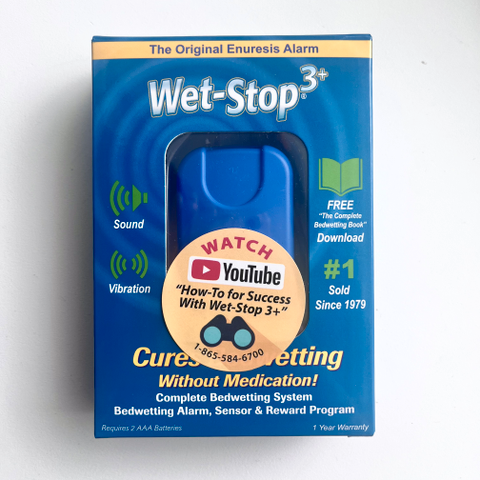 The Original Enuresis Alarm
Wet-Stop3+
Sound
Vibration
FREE
"The Complete
Bedwetting Book"
Download
#1
Sold
Since 1979
WATCH
YouTube
"How-To for Success
With Wet-Stop 3+"
1-865-584-6700
Cures etting
Without Medication!
Complete Bedwetting System
Bedwetting Alarm, Sensor & Reward Program
Requires 2 AAA Batteries
1 Year Warranty